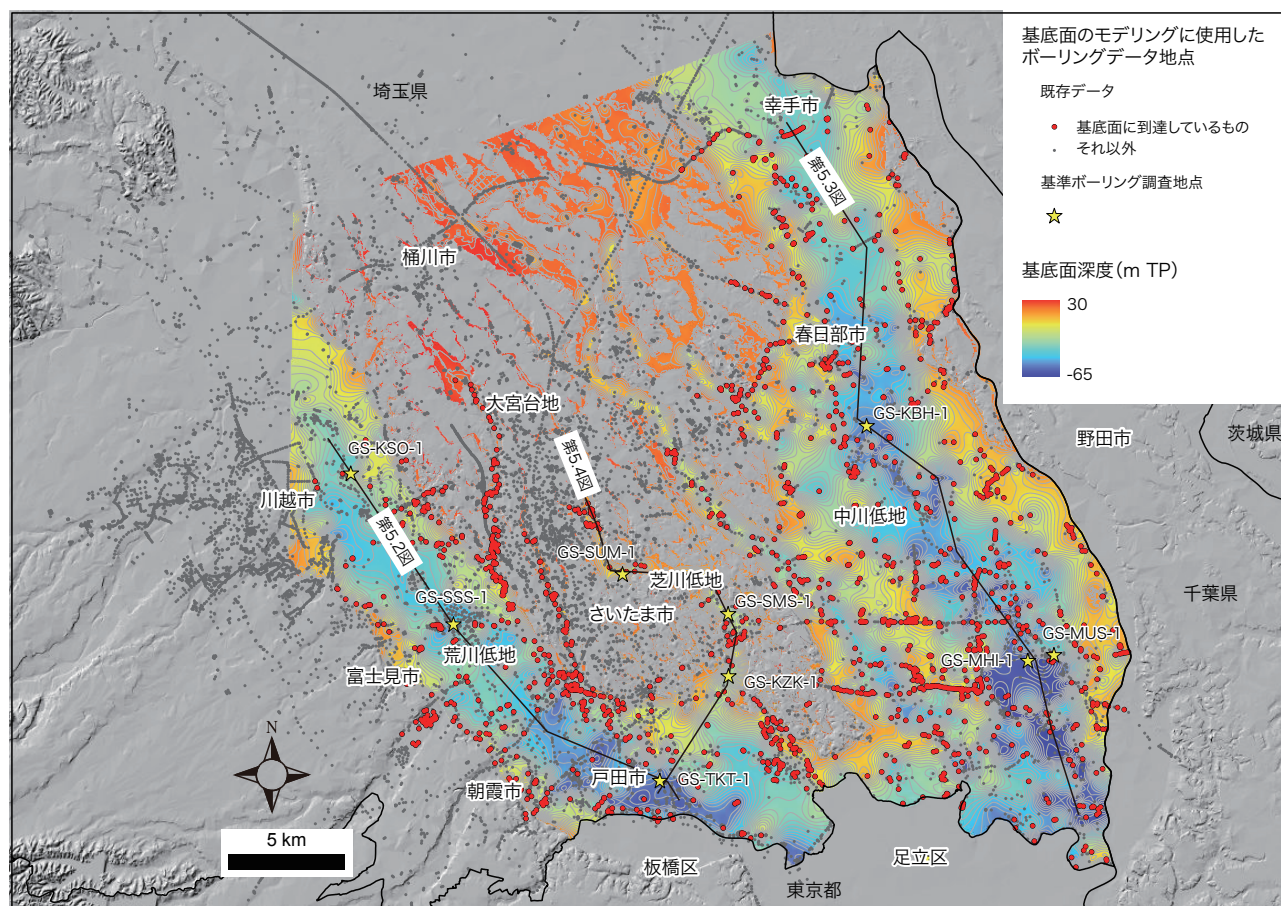 基底面のモデリングに使用した
ボーリングデータ地点
既存データ
基底面に到達しているもの
それ以外
基準ボーリング調査地点
基底面深度(m TP)
30
-65
埼玉県
幸手市
第5.3図
桶川市
春日部市
大宮台地
GS-KBH-1
野田市
茨城県
GS-KSO-1
第5.4図
川越市
中川低地
第5.2図
GS-SUM-1
芝川低地
千葉県
GS-SSS-1
さいたま市
GS-SMS-1
荒川低地
GS-MUS-1
GS-MHI-1
富士見市
GS-KZK-1
N
戸田市
GS-TKT-1
朝霞市
5 km
板橋区
足立区
東京都